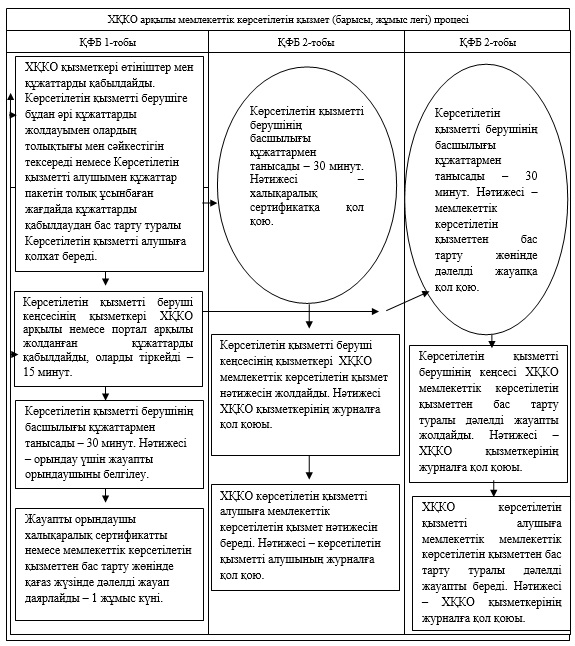 ХҚКО арқылы мемлекеттік көрсетілетін қызмет (барысы, жұмыс легі) процесі
ҚФБ 1-тобы
ҚФБ 2-тобы
ҚФБ 2-тобы
ХҚКО қызметкері өтініштер мен
құжаттарды қабылдайды.
Көрсетілетін қызметті берушіге
бұдан әрі құжаттарды
жолдауымен олардың
толықтығы мен сәйкестігін
тексереді немесе Көрсетілетін
қызметті алушымен құжаттар
пакетін толық ұсынбаған
жағдайда құжаттарды
қабылдаудан бас тарту туралы
Көрсетілетін қызметті алушыға
қолхат береді.
Көрсетілетін қызметті беруші
кеңсесінің қызметкері ХҚКО
арқылы немесе портал арқылы
жолданған құжаттарды
қабылдайды, оларды тіркейді –
15 минут.
Көрсетілетін қызметті берушінің
басшылығы құжаттармен
танысады – 30 минут. Нәтижесі
– орындау үшін жауапты
орындаушыны белгілеу.
Жауапты орындаушы
халықаралық сертификатты
немесе мемлекеттік көрсетілетін
қызметтен бас тарту жөнінде
қағаз жүзінде дәлелді жауап
даярлайды – 1 жұмыс күні.
Көрсетілетін қызметті
берушінің
басшылығы
құжаттармен
танысады – 30 минут.
Нәтижесі –
халықаралық
сертификатқа қол
қою.
Көрсетілетін қызметті беруші
кеңсесінің қызметкері ХҚКО
мемлекеттік көрсетілетін қызмет
нәтижесін жолдайды. Нәтижесі
ХҚКО қызметкерінің журналға
қол қоюы.
ХҚКО көрсетілетін қызметті
алушыға мемлекеттік
көрсетілетін қызмет нәтижесін
береді. Нәтижесі – көрсетілетін
қызметті алушының журналға
қол қою.
Көрсетілетін
қызметті берушінің
басшылығы
құжаттармен
танысады – 30
минут. Нәтижесі –
мемлекеттік
көрсетілетін
қызметтен бас
тарту жөнінде
дәлелді жауапқа
қол қою.
Көрсетілетін қызметті
берушінің кеңсесі ХҚКО
мемлекеттік көрсетілетін
қызметтен бас тарту
туралы дәлелді жауапты
жолдайды. Нәтижесі –
ХҚКО қызметкерінің
журналға қол қоюы.
ХҚКО көрсетілетін
қызметті алушыға
мемлекеттік мемлекеттік
көрсетілетін қызметтен бас
тарту туралы дәлелді
жауапты береді. Нәтижесі
– ХҚКО қызметкерінің
журналға қол қоюы.